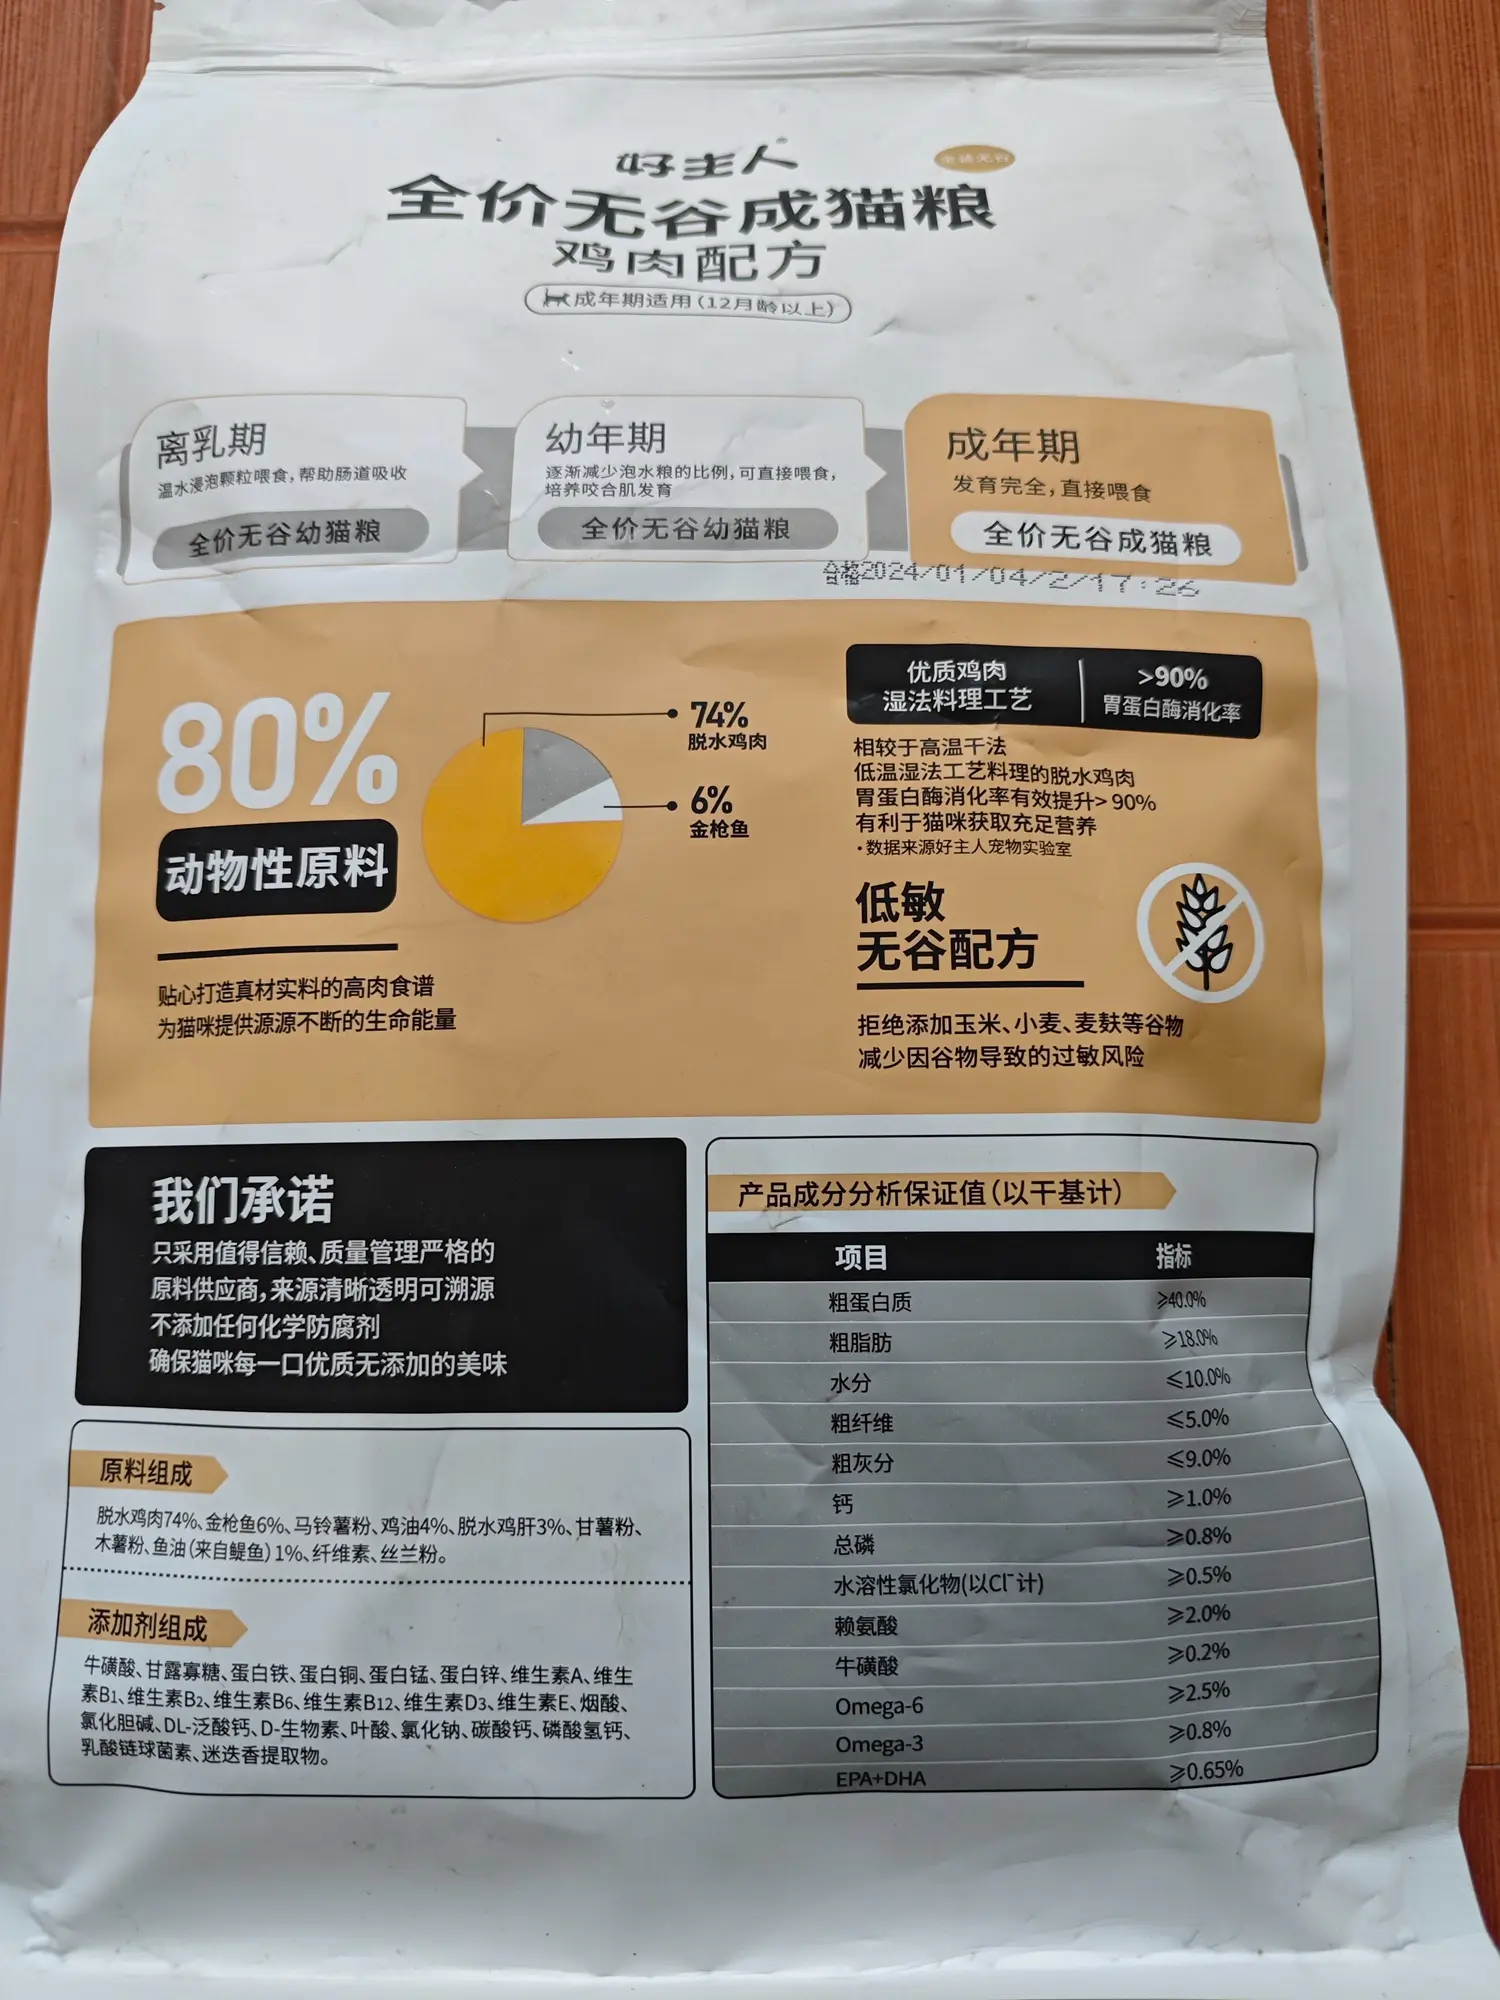 好主人
全价无谷成猫粮
鸡肉配方
成年期适用(12月龄以上)
离乳期
温水浸泡颗粒喂食,帮助肠道吸收
全价无谷幼猫粮
幼年期
逐渐减少泡水粮的比例,可直接喂食,
培养咬合肌发育
全价无谷幼猫粮
成年期
发育完全,直接喂食
全价无谷成猫粮
合格2024/01/04/2/17:26
80%
动物性原料
74%
脱水鸡肉
6%
金枪鱼
贴心打造真材实料的高肉食谱
为猫咪提供源源不断的生命能量
优质鸡肉
湿法料理工艺
>90%
胃蛋白酶消化率
相较于高温干法
低温湿法工艺料理的脱水鸡肉
胃蛋白酶消化率有效提升> 90%
有利于猫咪获取充足营养
·数据来源好主人宠物实验室
低敏
无谷配方
拒绝添加玉米、小麦、麦麸等谷物
减少因谷物导致的过敏风险
我们承诺
只采用值得信赖、质量管理严格的
原料供应商,来源清晰透明可溯源
不添加任何化学防腐剂
确保猫咪每一口优质无添加的美味
原料组成
脱水鸡肉74%、金枪鱼6%、马铃薯粉、鸡油4%、脱水鸡肝3%、甘薯粉、
木薯粉、鱼油(来自鳀鱼)1%、纤维素、丝兰粉。
添加剂组成
牛磺酸、甘露寡糖、蛋白铁、蛋白铜、蛋白锰、蛋白锌、维生素A、维生
素B1、维生素B2、维生素B6、维生素B12、维生素D3、维生素E、烟酸、
氯化胆碱、DL-泛酸钙、D-生物素、叶酸、氯化钠、碳酸钙、磷酸氢钙、
乳酸链球菌素、迷迭香提取物。
产品成分分析保证值(以干基计)
项目 指标
粗蛋白质 ≥40.0%
粗脂肪 ≥18.0%
水分 ≤10.0%
粗纤维 ≤5.0%
粗灰分 ≤9.0%
钙 ≥1.0%
总磷 ≥0.8%
水溶性氯化物(以Cl⁻计) ≥0.5%
赖氨酸 ≥2.0%
牛磺酸 ≥0.2%
Omega-6 ≥2.5%
Omega-3 ≥0.8%
EPA+DHA ≥0.65%